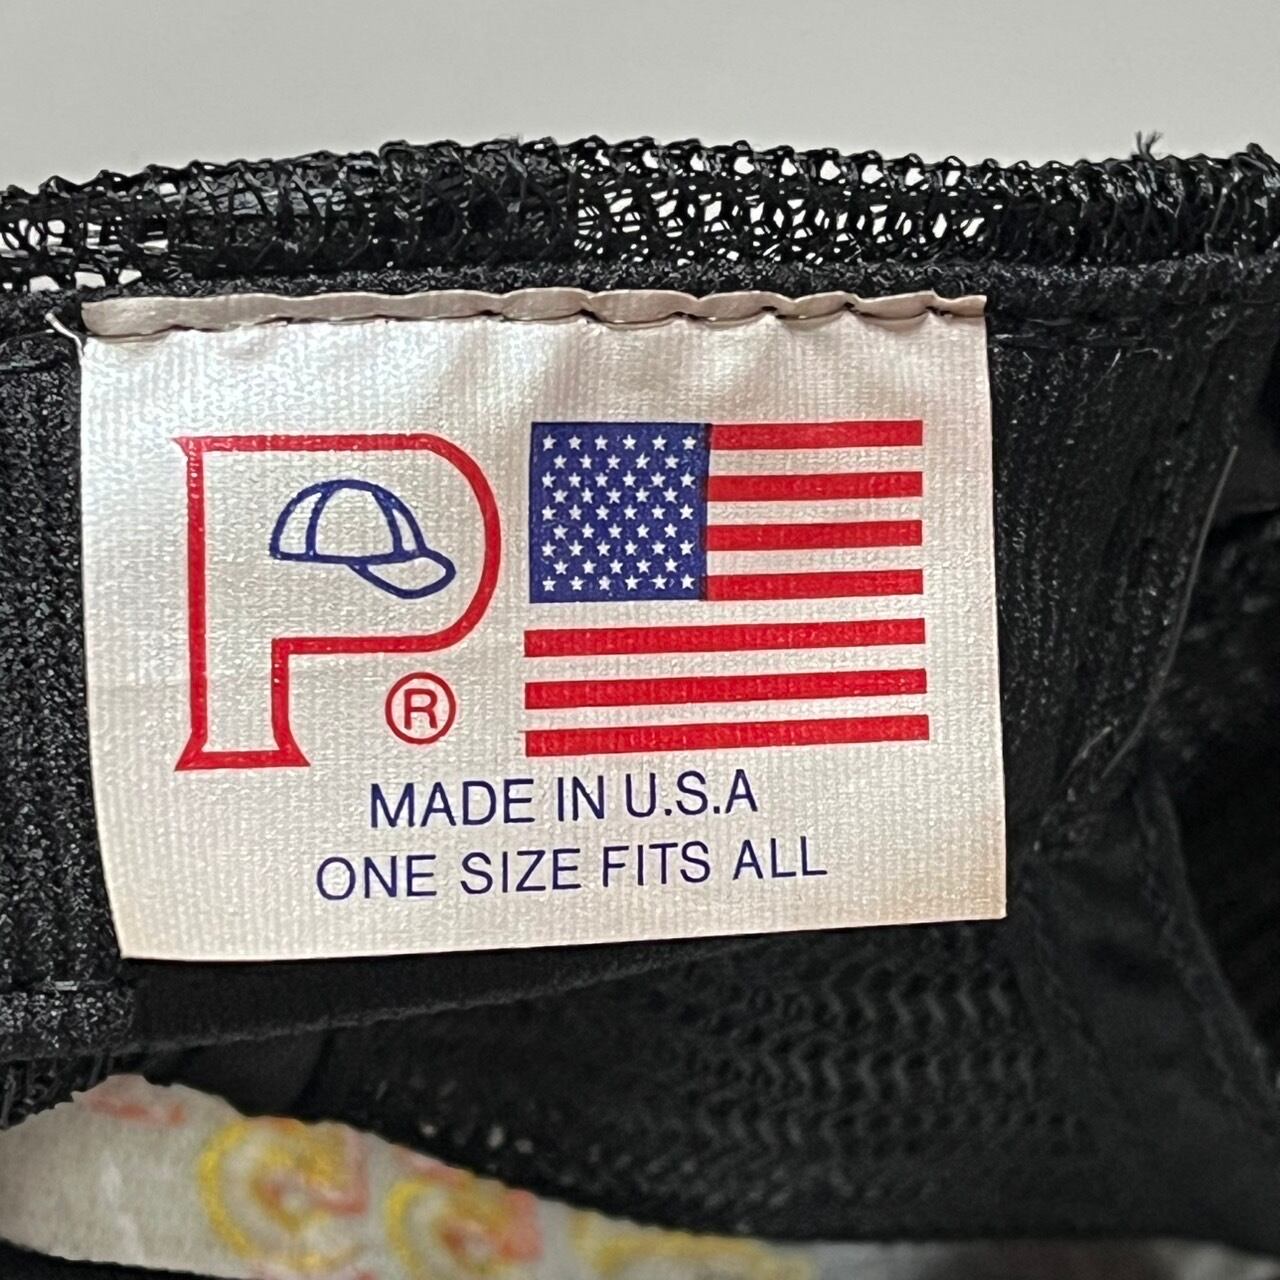 P
®
MADE IN U.S.A
ONE SIZE FITS ALL